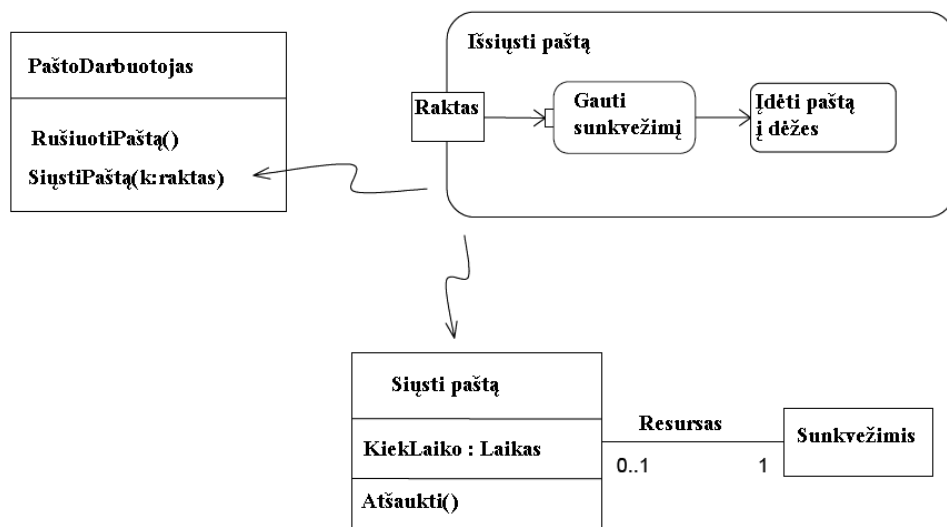 PaštoDarbuotojas
RušiuotiPaštą()
SiųstiPaštą(k:raktas)
Išsiųsti paštą
Raktas
Gauti
sunkvežimį
Įdėti paštą
į dėžes
Siųsti paštą
KiekLaiko : Laikas
Atšaukti()
Resursas
0..1
1
Sunkvežimis